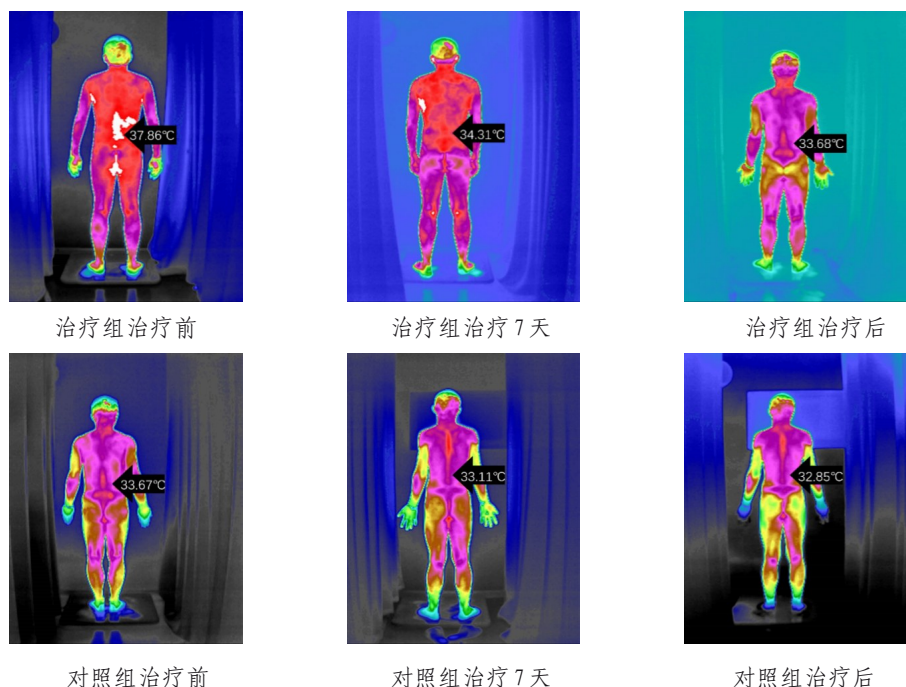 37.86℃
34.31℃
33.68℃
治疗组治疗前
治疗组治疗7天
治疗组治疗后
33.67℃
33.11℃
32.85℃
对照组治疗前
对照组治疗7天
对照组治疗后